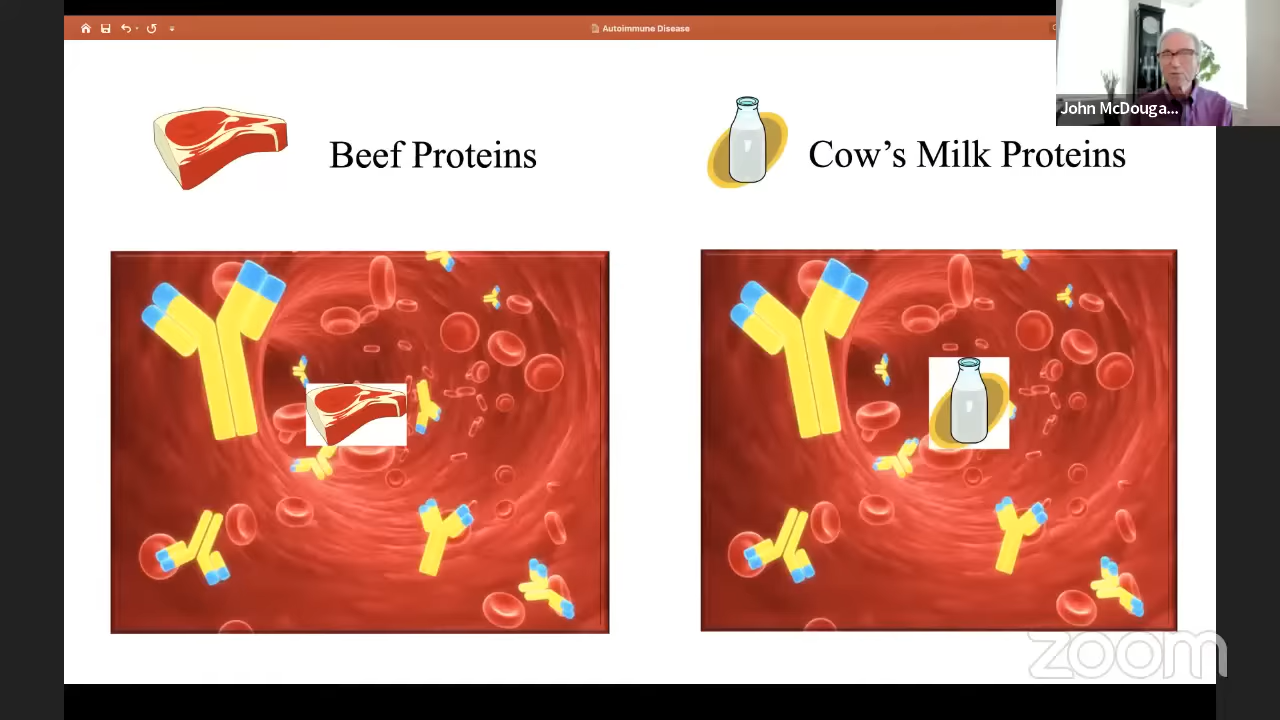 Autoimmune Disease
John McDouga...
Beef Proteins
Cow’s Milk Proteins
zoom